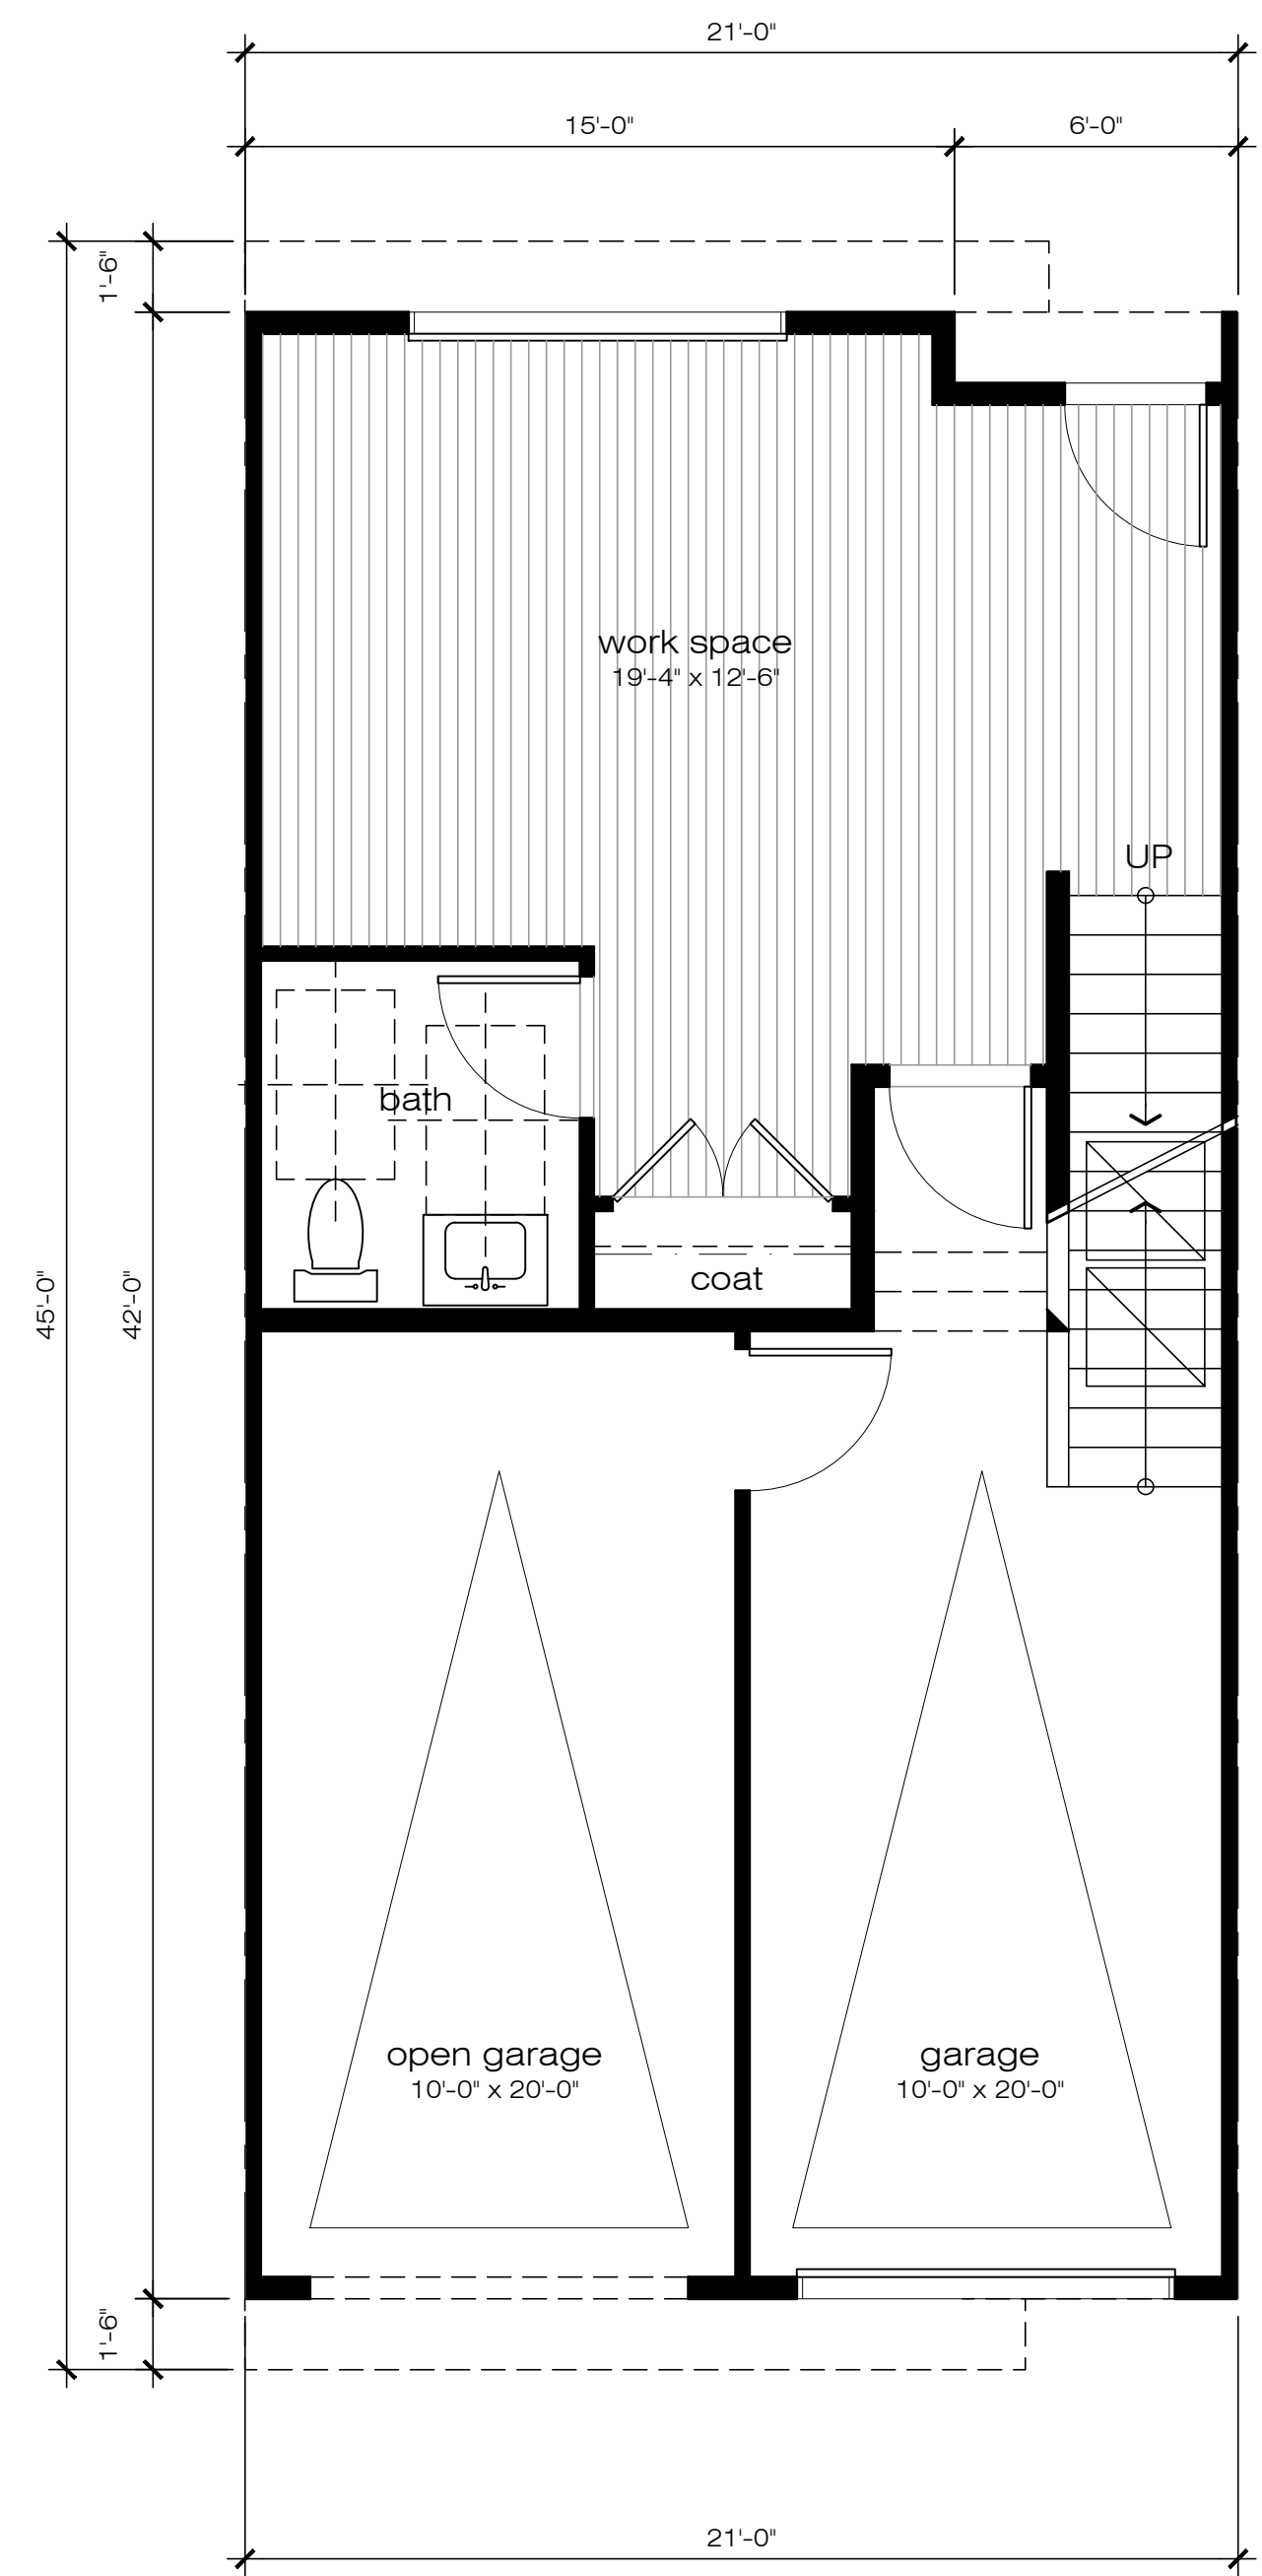 21'-0"
15'-0"
6'-0"
1'-6"
work space
19'-4" x 12'-6"
UP
bath
coat
45'-0"
42'-0"
open garage
10'-0" x 20'-0"
garage
10'-0" x 20'-0"
1'-6"
21'-0"